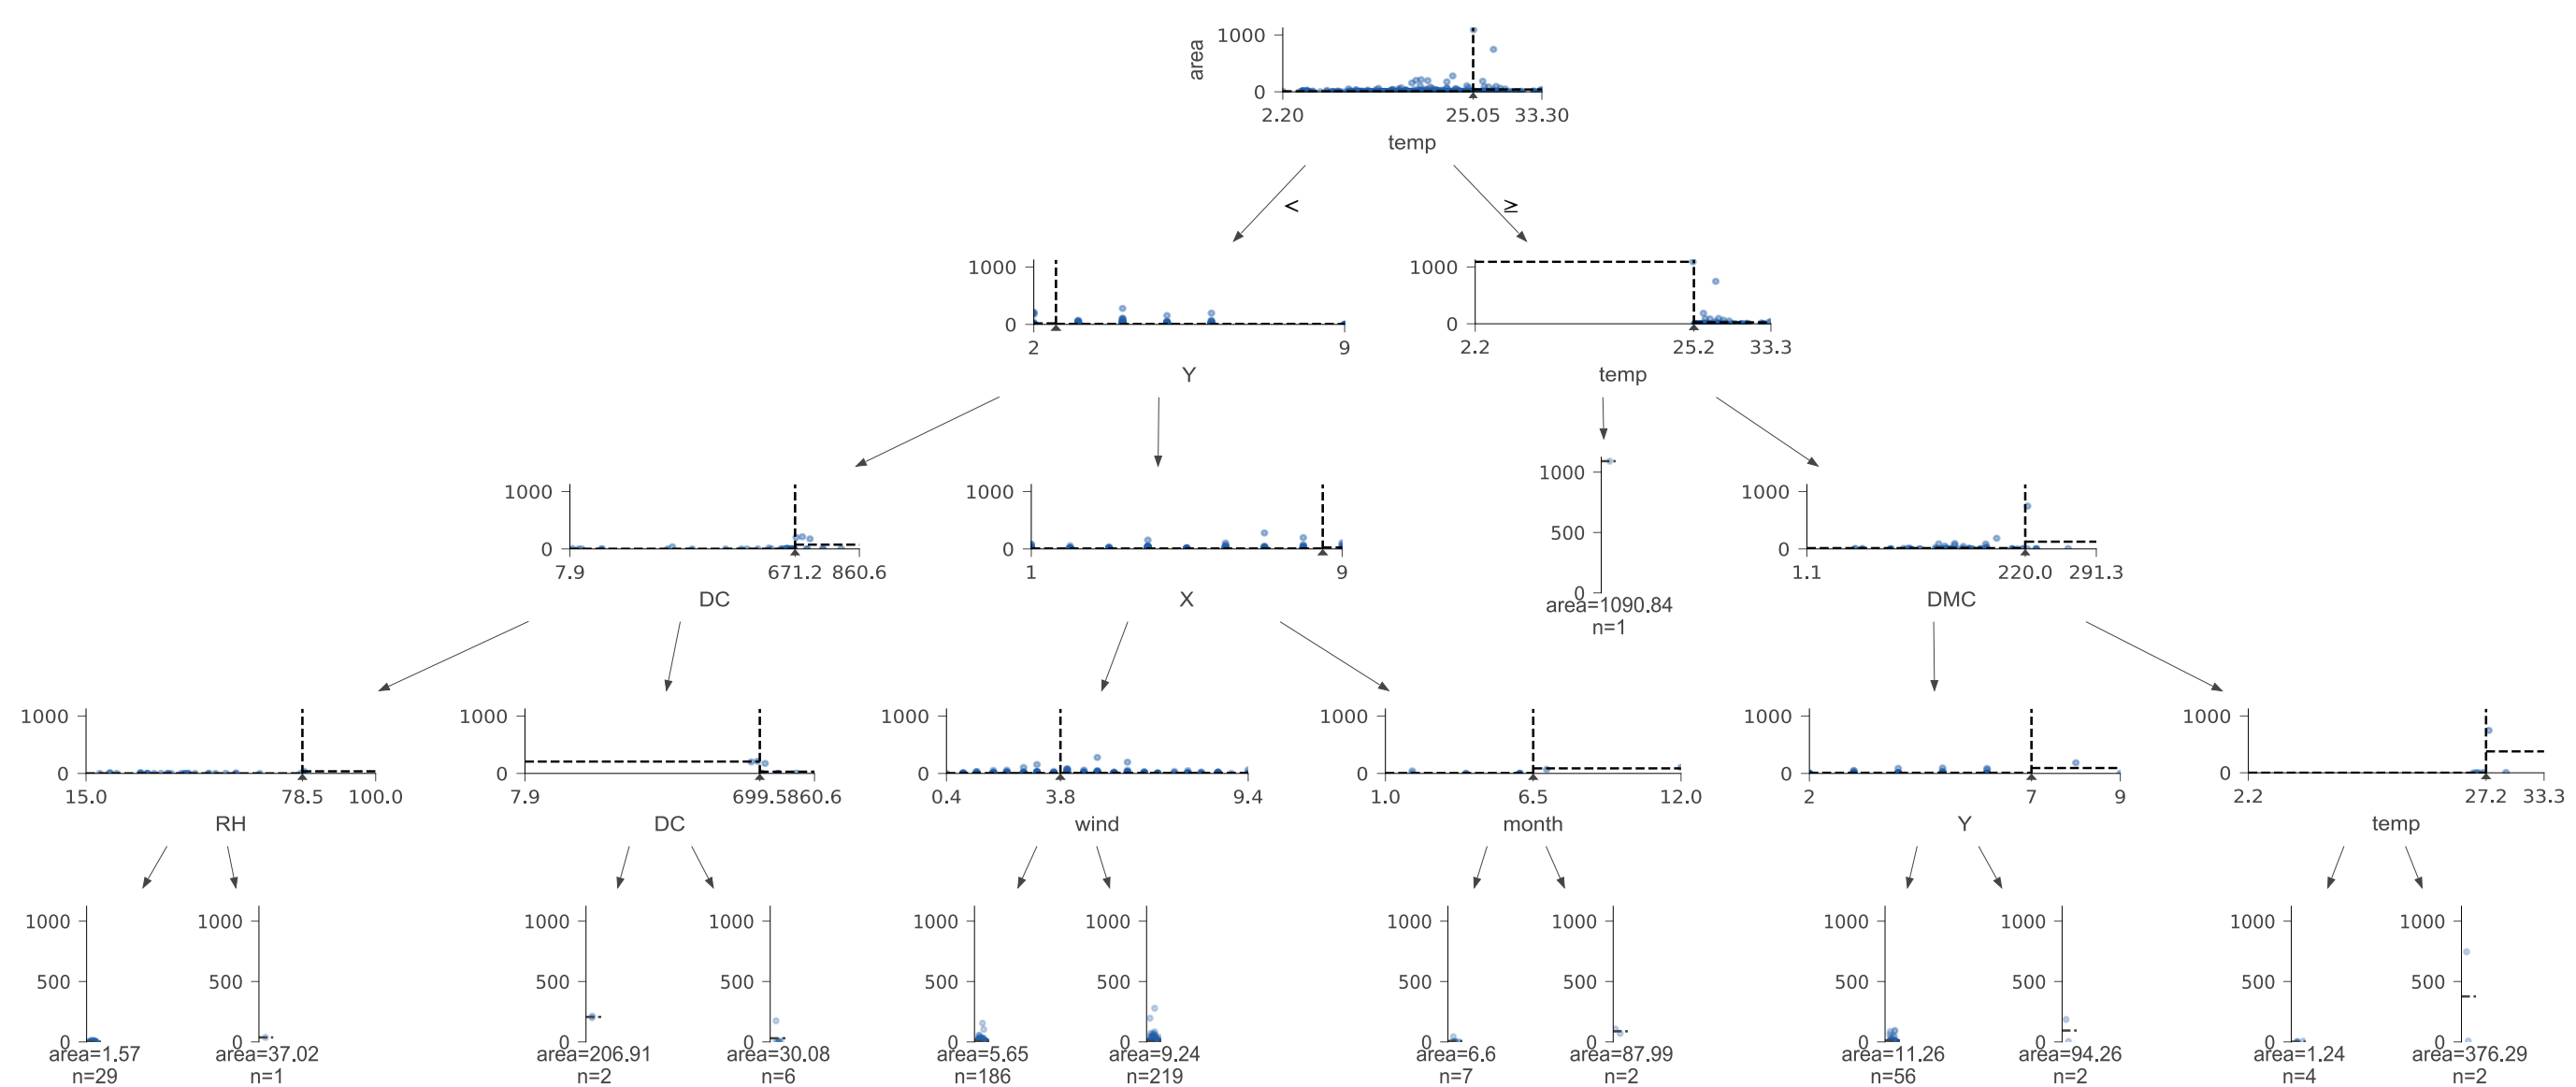 area
1000
0
2.20 25.05 33.30
temp
< ≥
1000 1000
0 0
2 9 2.2 25.2 33.3
Y temp
1000 1000 1000 1000
0 0 500 0
7.9 671.2 860.6 1 9 0 1.1 220.0 291.3
DC X area=1090.84 DMC
n=1
1000 1000 1000 1000 1000 1000
0 0 0 0 0 0
15.0 78.5 100.0 7.9 699.5860.6 0.4 3.8 9.4 1.0 6.5 12.0 2 7 9 2.2 27.2 33.3
RH DC wind month Y temp
1000 1000 1000 1000 1000 1000 1000 1000 1000 1000 1000 1000
500 500 500 500 500 500 500 500 500 500 500 500
0 0 0 0 0 0 0 0 0 0 0 0
area=1.57 area=37.02 area=206.91 area=30.08 area=5.65 area=9.24 area=6.6 area=87.99 area=11.26 area=94.26 area=1.24 area=376.29
n=29 n=1 n=2 n=6 n=186 n=219 n=7 n=2 n=56 n=2 n=4 n=2